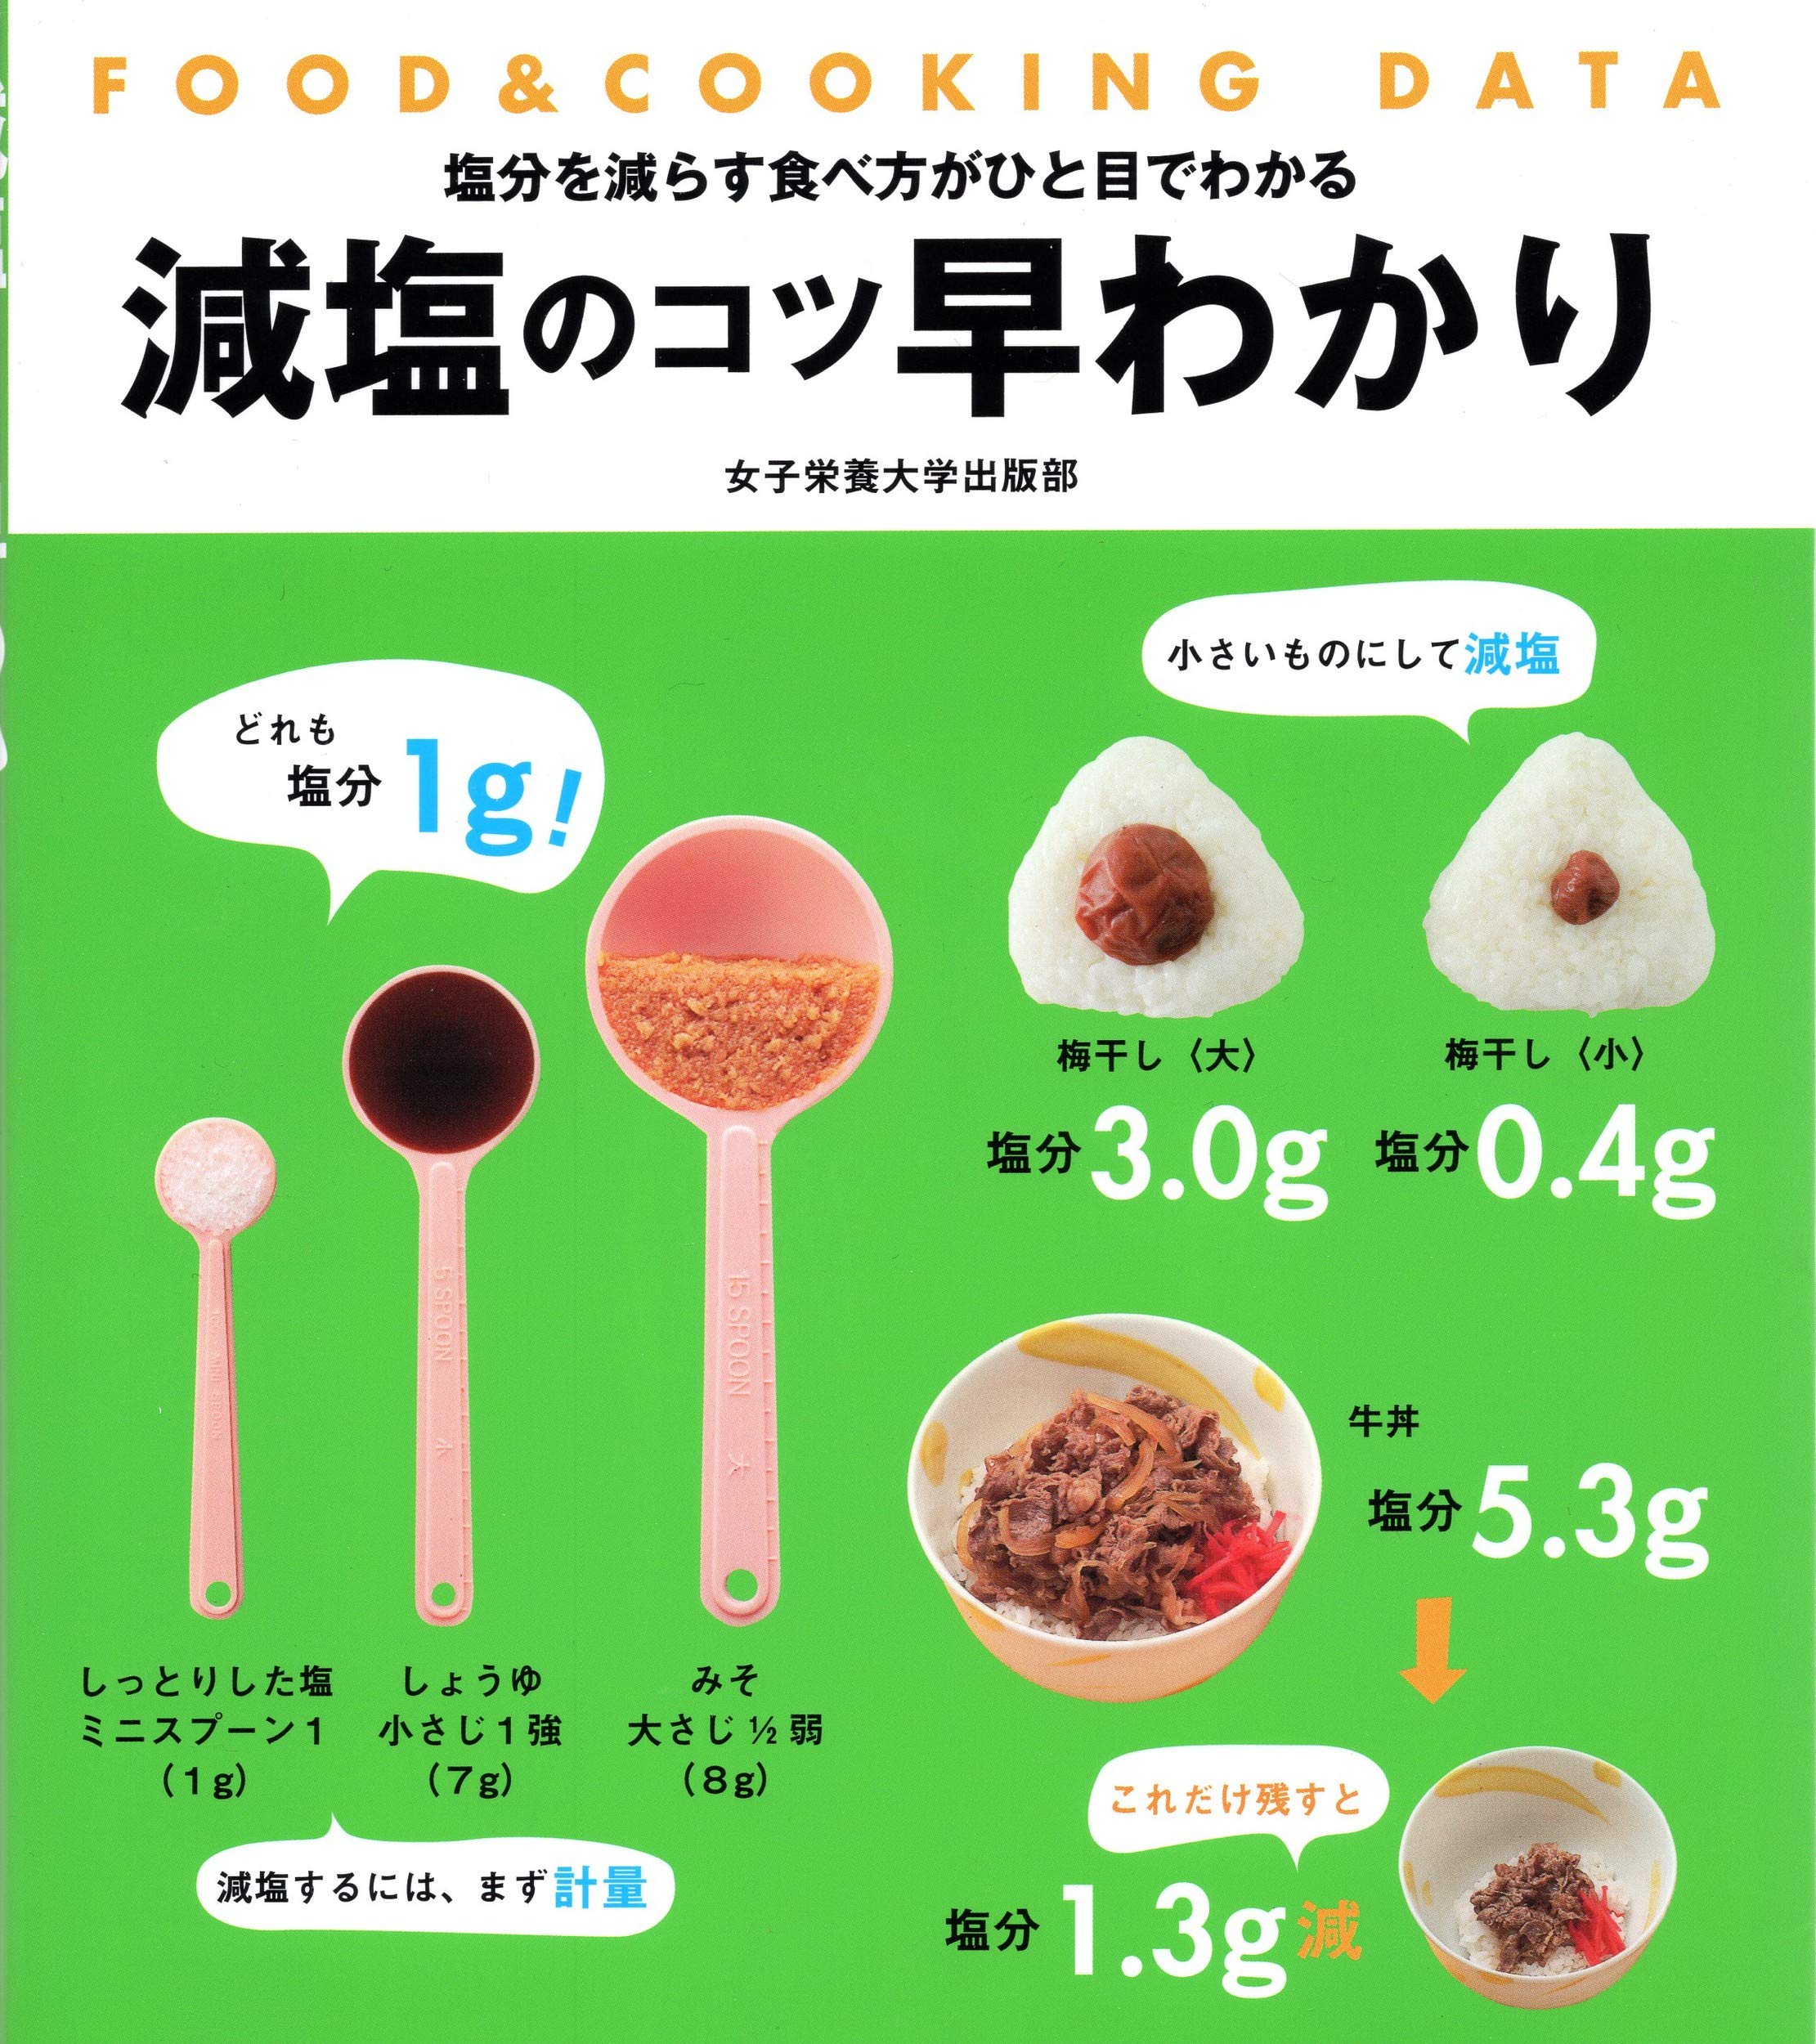 FOOD&COOKING DATA
塩分を減らす食べ方がひと目でわかる
減塩のコツ早わかり
女子栄養大学出版部
どれも
塩分1g!
5 SPOON 小
15 SPOON 大
しっとりした塩
ミニスプーン1
(1g)
しょうゆ
小さじ1強
(7g)
みそ
大さじ½弱
(8g)
減塩するには、まず計量
小さいものにして減塩
梅干し〈大〉
塩分3.0g
梅干し〈小〉
塩分0.4g
牛丼
塩分5.3g
これだけ残すと
塩分1.3g減